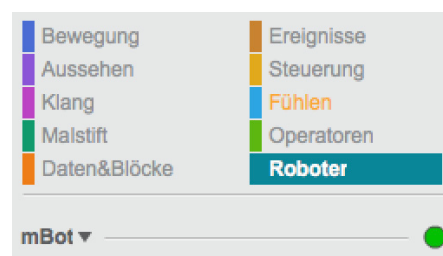 Bewegung
Ereignisse
Aussehen
Steuerung
Klang
Fühlen
Malstift
Operatoren
Daten&Blöcke
Roboter
mBot